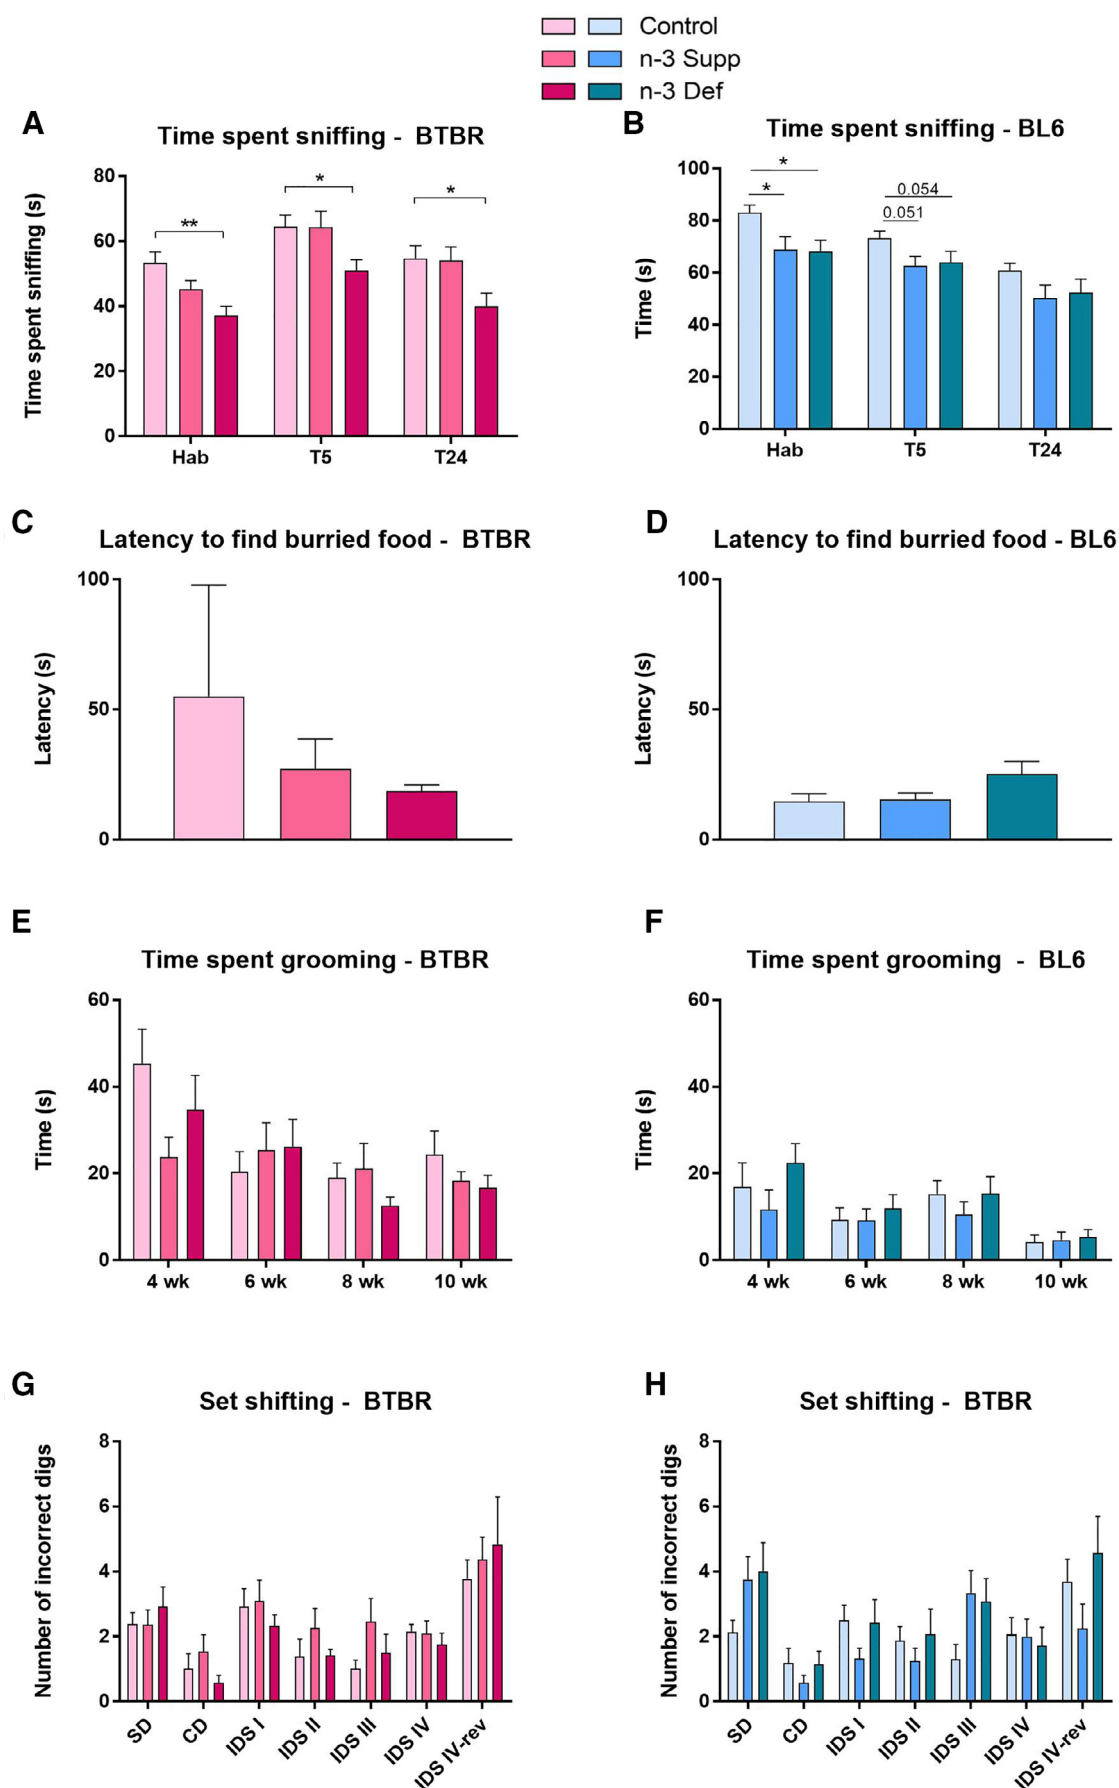 Control
n-3 Supp
n-3 Def
A
Time spent sniffing - BTBR
Time spent sniffing (s)
80
60
40
20
0
**
*
*
Hab
T5
T24
B
Time spent sniffing - BL6
Time (s)
100
80
60
40
20
0
*
*
0.054
0.051
Hab
T5
T24
C
Latency to find burried food - BTBR
Latency (s)
100
50
0
D
Latency to find burried food - BL6
Latency (s)
100
50
0
E
Time spent grooming - BTBR
Time (s)
60
40
20
0
4 wk
6 wk
8 wk
10 wk
F
Time spent grooming - BL6
Time (s)
60
40
20
0
4 wk
6 wk
8 wk
10 wk
G
Set shifting - BTBR
Number of incorrect digs
8
6
4
2
0
SD
CD
IDS I
IDS II
IDS III
IDS IV
IDS IV-rev
H
Set shifting - BTBR
Number of incorrect digs
8
6
4
2
0
SD
CD
IDS I
IDS II
IDS III
IDS IV
IDS IV-rev